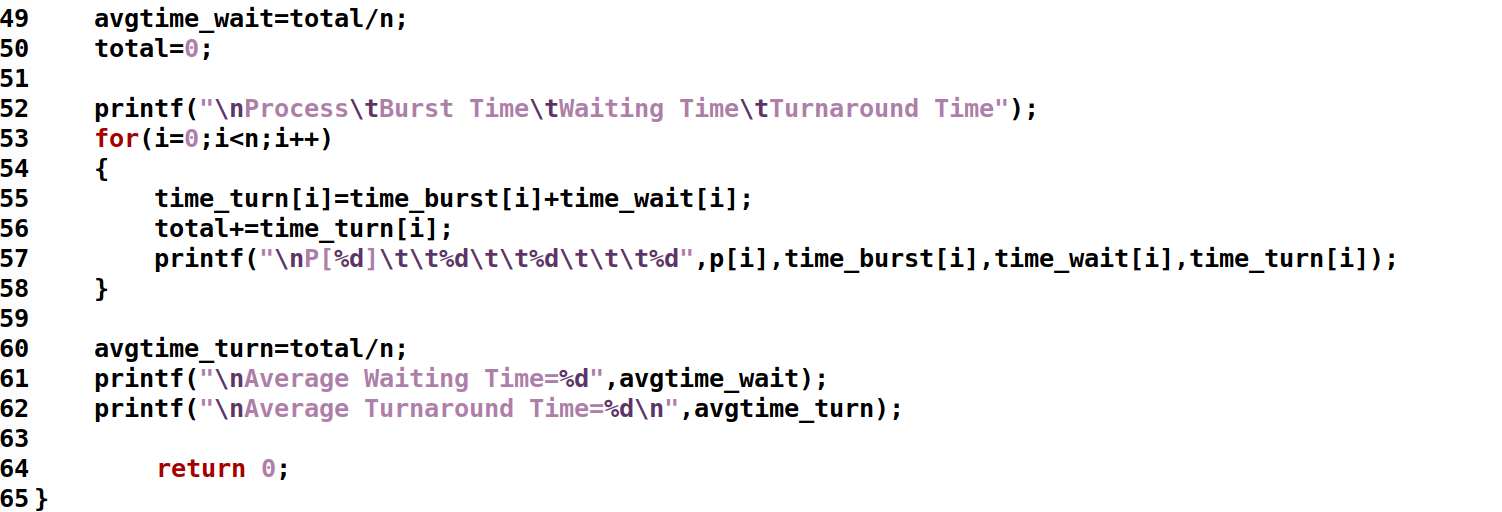 49    avgtime_wait=total/n;
50    total=0;
51
52    printf("\nProcess\tBurst Time\tWaiting Time\tTurnaround Time");
53    for(i=0;i<n;i++)
54    {
55        time_turn[i]=time_burst[i]+time_wait[i];
56        total+=time_turn[i];
57        printf("\nP[%d]\t\t%d\t\t%d\t\t\t%d",p[i],time_burst[i],time_wait[i],time_turn[i]);
58    }
59
60    avgtime_turn=total/n;
61    printf("\nAverage Waiting Time=%d",avgtime_wait);
62    printf("\nAverage Turnaround Time=%d\n",avgtime_turn);
63
64        return 0;
65}